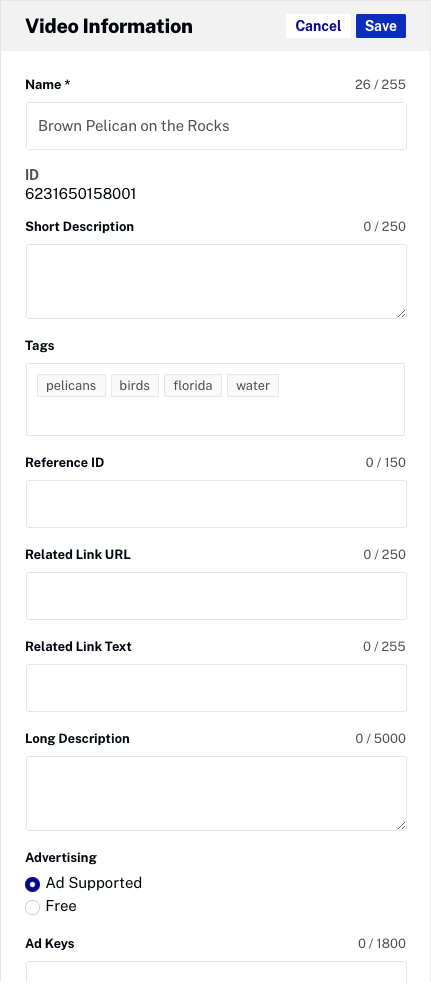 Video Information Cancel Save
Name * 26 / 255
Brown Pelican on the Rocks
ID
6231650158001
Short Description 0 / 250
Tags
pelicans birds florida water
Reference ID 0 / 150
Related Link URL 0 / 250
Related Link Text 0 / 255
Long Description 0 / 5000
Advertising
Ad Supported
Free
Ad Keys 0 / 1800